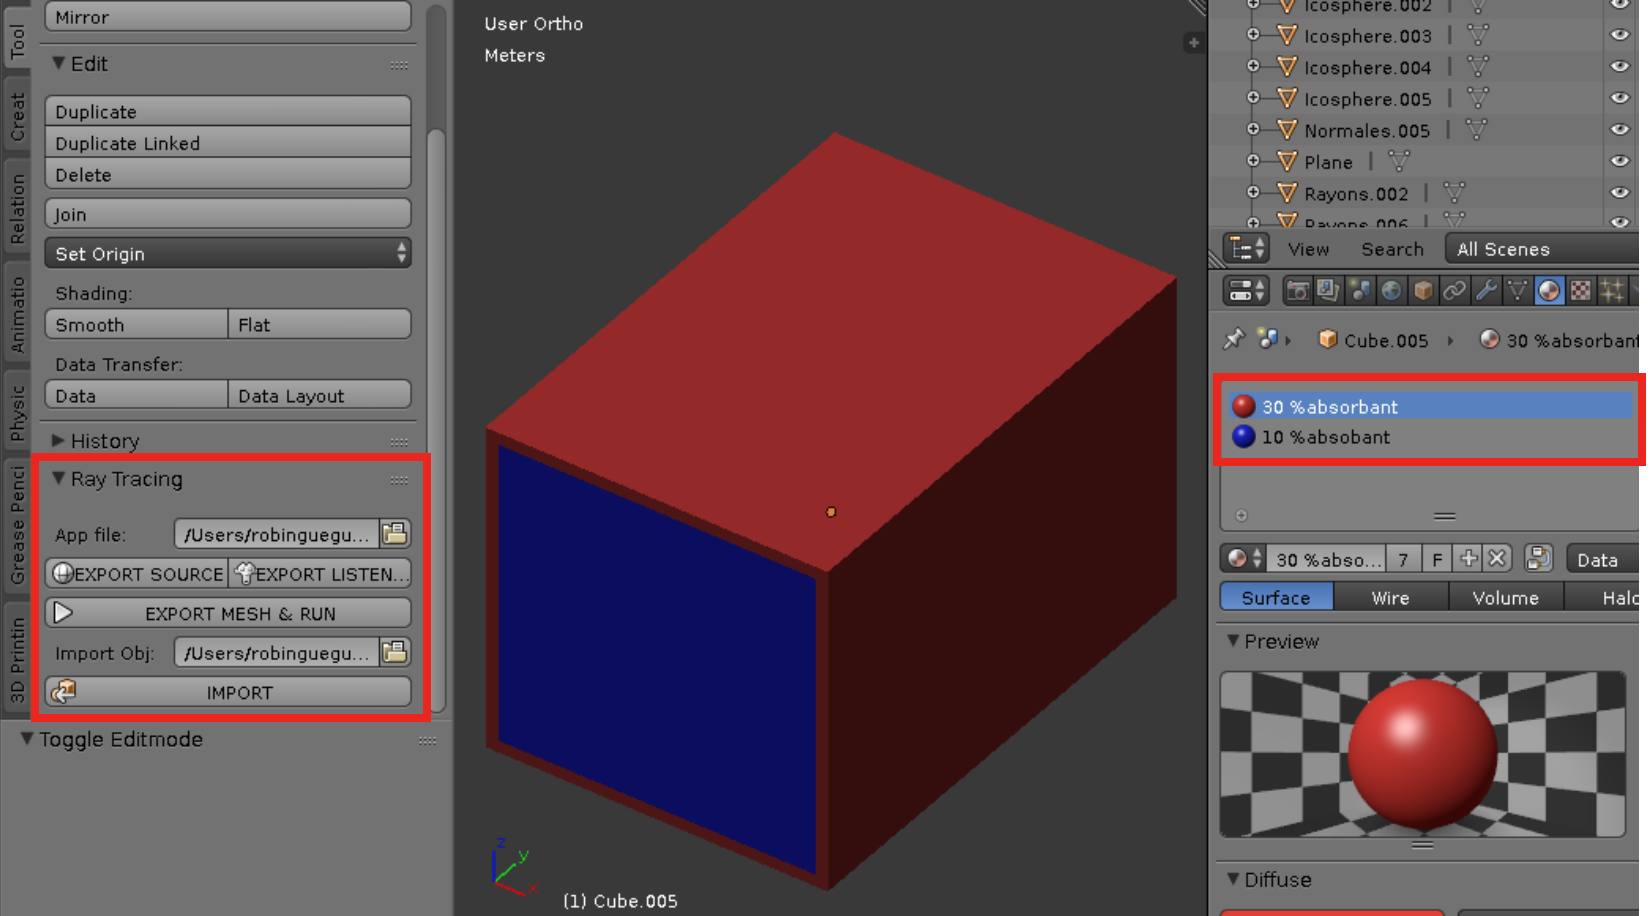 Tool
Creat
Relation
Animatio
Physic
Grease Penci
3D Printin
Mirror
Edit
Duplicate
Duplicate Linked
Delete
Join
Set Origin
Shading:
Smooth Flat
Data Transfer:
Data Data Layout
History
Ray Tracing
App file: /Users/robinguegu...
EXPORT SOURCE EXPORT LISTEN...
EXPORT MESH & RUN
Import Obj: /Users/robinguegu...
IMPORT
Toggle Editmode
User Ortho
Meters
z
y
x
(1) Cube.005
Icosphere.002
Icosphere.003
Icosphere.004
Icosphere.005
Normales.005
Plane
Rayons.002
Rayons.006
View Search All Scenes
Cube.005 30 %absorbant
30 %absorbant
10 %absobant
30 %abso... 7 F Data
Surface Wire Volume Halo
Preview
Diffuse